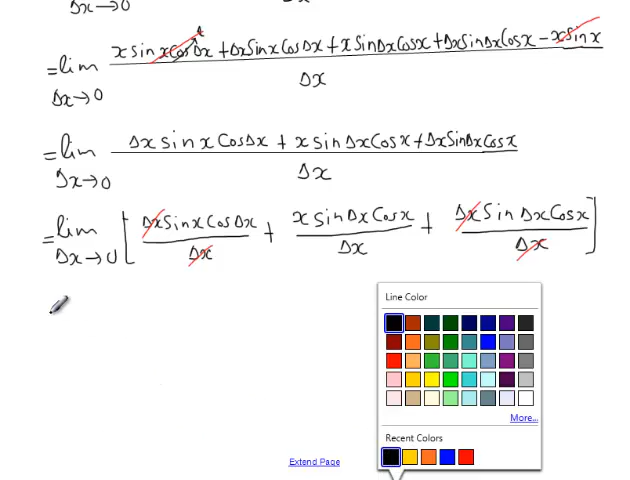 Δx→0 Δx
=lim x sin x cos Δx + Δx sin x cos Δx + x sin Δx cos x + Δx sin Δx cos x − x sin x
Δx→0 Δx
=lim Δx sin x Cos Δx + x sin Δx Cos x + Δx sin Δx Cos x
Δx→0 Δx
=lim [ Δx sin x Cos Δx / Δx + x sin Δx Cos x / Δx + Δx sin Δx Cos x / Δx ]
Δx→0
Line Color
More...
Recent Colors
Extend Page